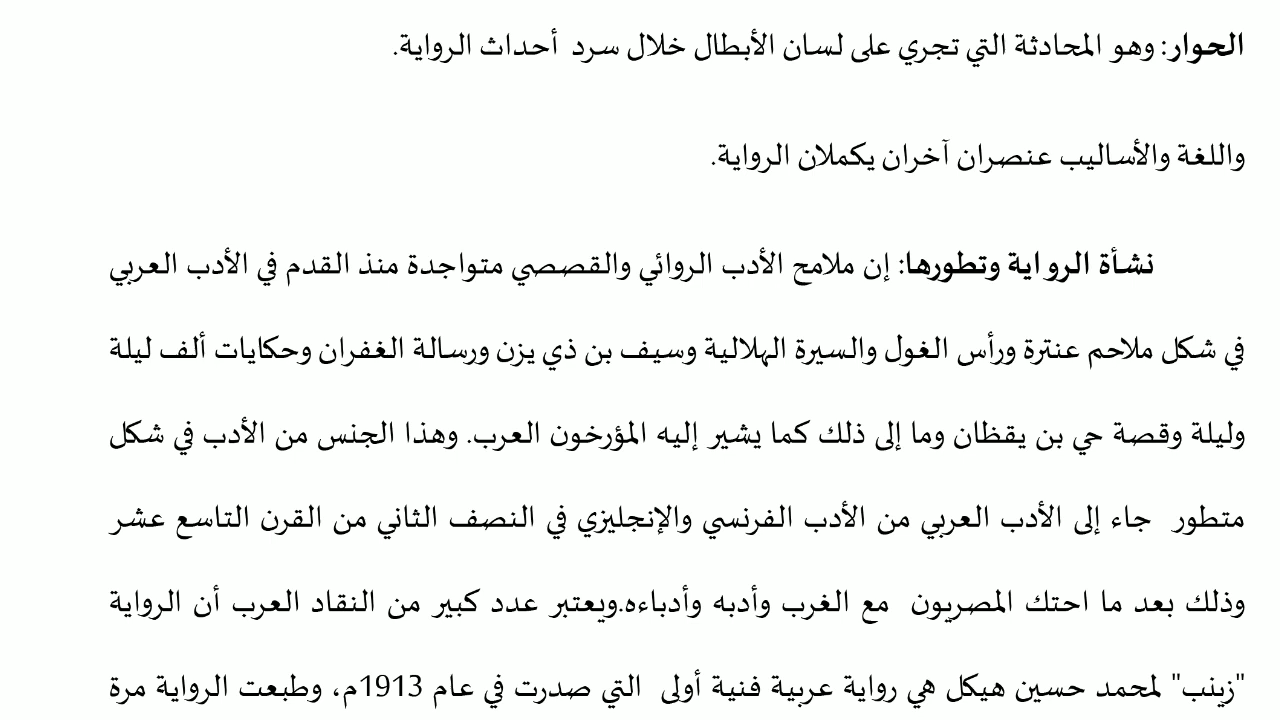 الحوار: وهو المحادثة التي تجري على لسان الأبطال خلال سرد أحداث الرواية.
واللغة والأساليب عنصران آخران يكملان الرواية.
نشأة الرواية وتطورها: إن ملامح الأدب الروائي والقصصي متواجدة منذ القدم في الأدب العربي
في شكل ملاحم عنترة ورأس الغول والسيرة الهلالية وسيف بن ذي يزن ورسالة الغفران وحكايات ألف ليلة
وليلة وقصة حي بن يقظان وما إلى ذلك كما يشير إليه المؤرخون العرب. وهذا الجنس من الأدب في شكل
متطور جاء إلى الأدب العربي من الأدب الفرنسي والإنجليزي في النصف الثاني من القرن التاسع عشر
وذلك بعد ما احتك المصريون مع الغرب وأدبه وأدباءه.ويعتبر عدد كبير من النقاد العرب أن الرواية
"زينب" لمحمد حسين هيكل هي رواية عربية فنية أولى التي صدرت في عام 1913م، وطبعت الرواية مرة